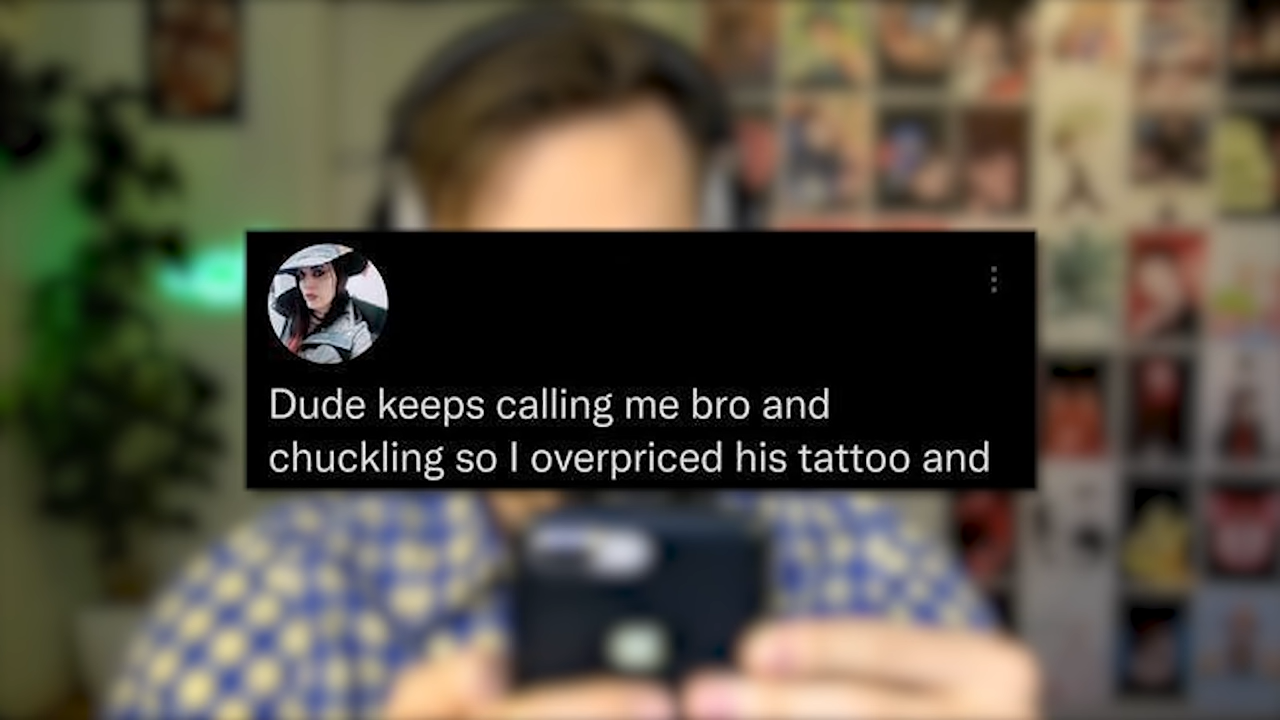 Dude keeps calling me bro and
chuckling so I overpriced his tattoo and